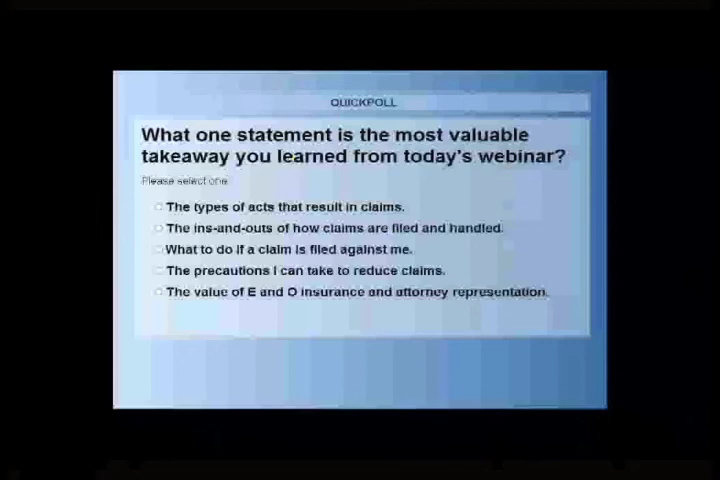 QUICKPOLL
What one statement is the most valuable
takeaway you learned from today's webinar?
Please select one
The types of acts that result in claims.
The ins-and-outs of how claims are filed and handled.
What to do if a claim is filed against me.
The precautions I can take to reduce claims.
The value of E and O insurance and attorney representation.